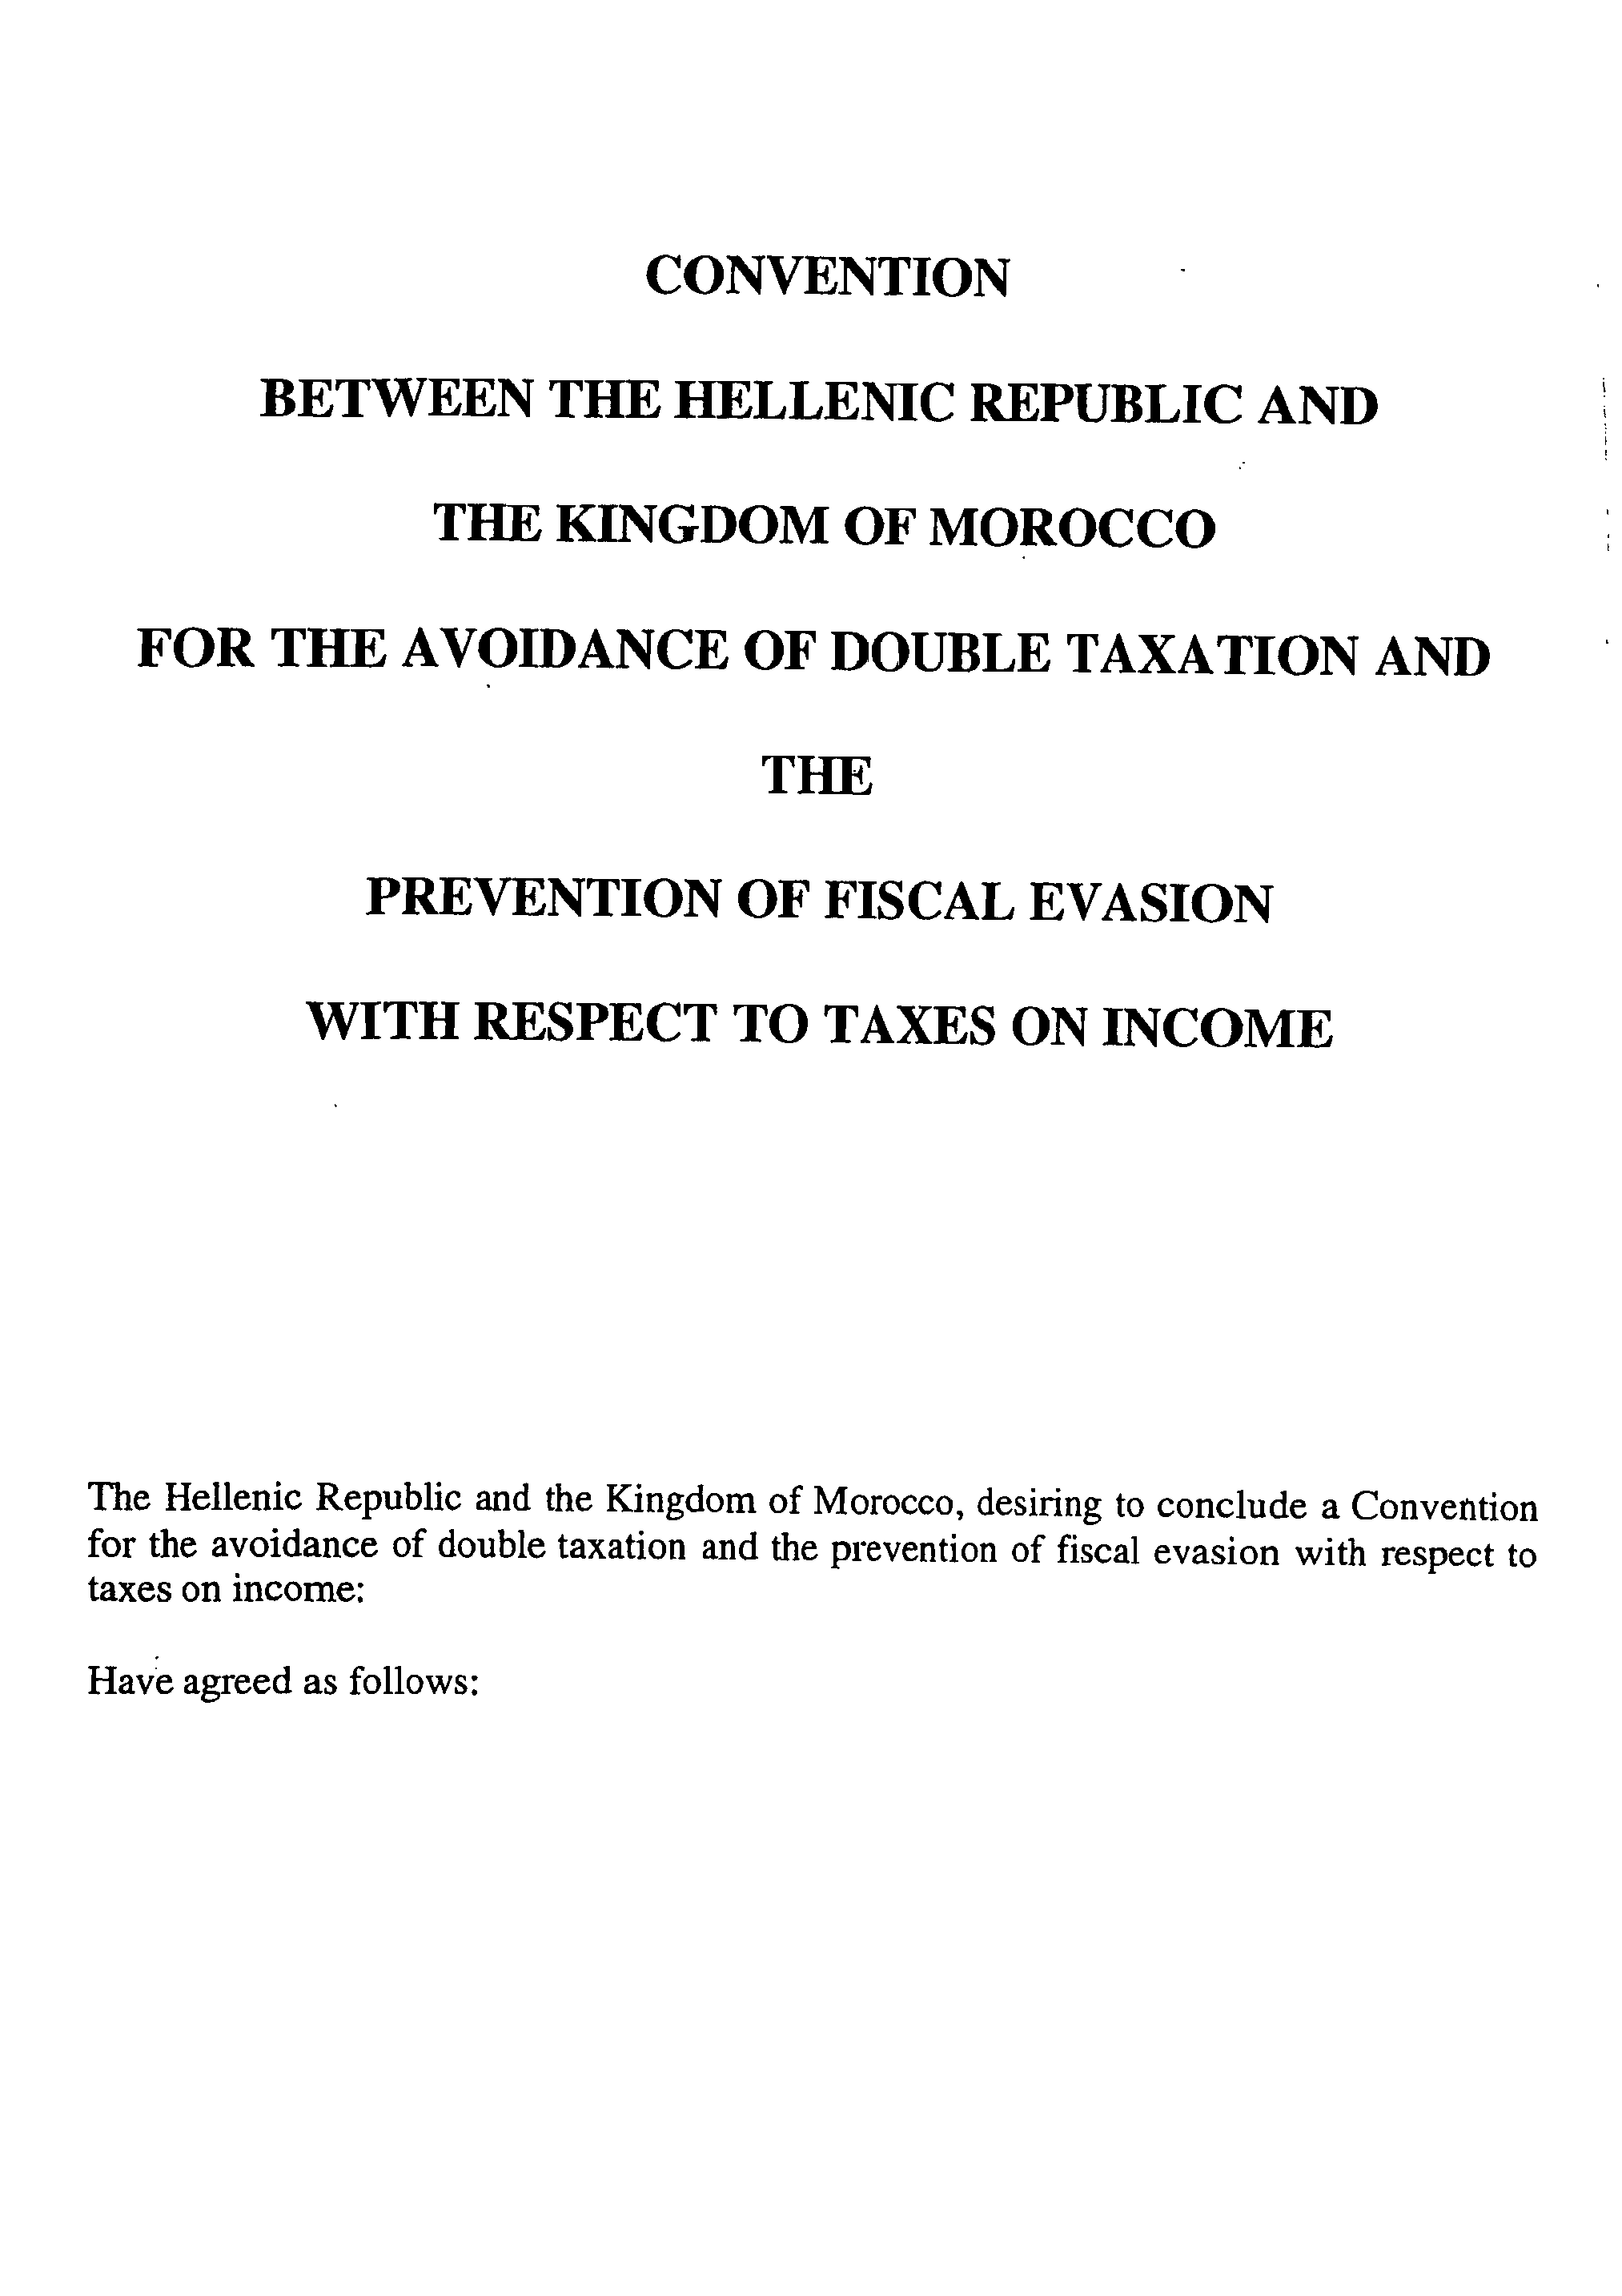 CONVENTION
BETWEEN THE HELLENIC REPUBLIC AND
THE KINGDOM OF MOROCCO
FOR THE AVOIDANCE OF DOUBLE TAXATION AND
THE
PREVENTION OF FISCAL EVASION
WITH RESPECT TO TAXES ON INCOME
The Hellenic Republic and the Kingdom of Morocco, desiring to conclude a Convention
for the avoidance of double taxation and the prevention of fiscal evasion with respect to
taxes on income:
Have agreed as follows: